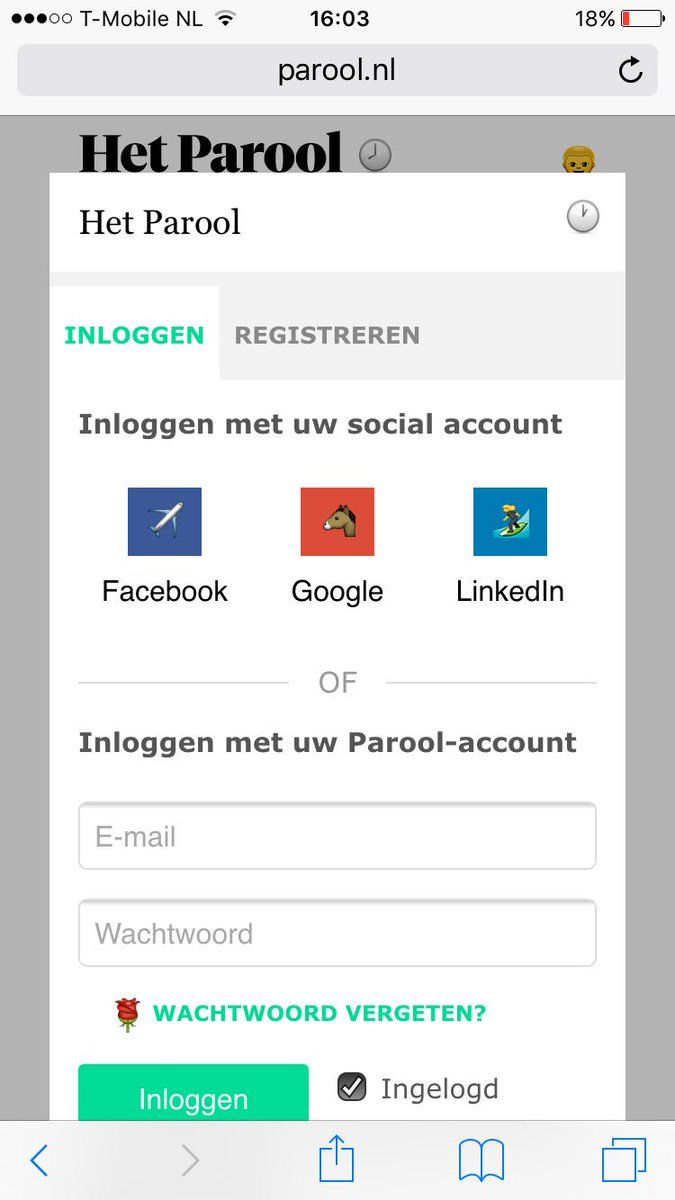 T-Mobile NL 16:03 18%
parool.nl
Het Parool
Het Parool
INLOGGEN REGISTREREN
Inloggen met uw social account
Facebook Google LinkedIn
OF
Inloggen met uw Parool-account
E-mail
Wachtwoord
WACHTWOORD VERGETEN?
Inloggen Ingelogd